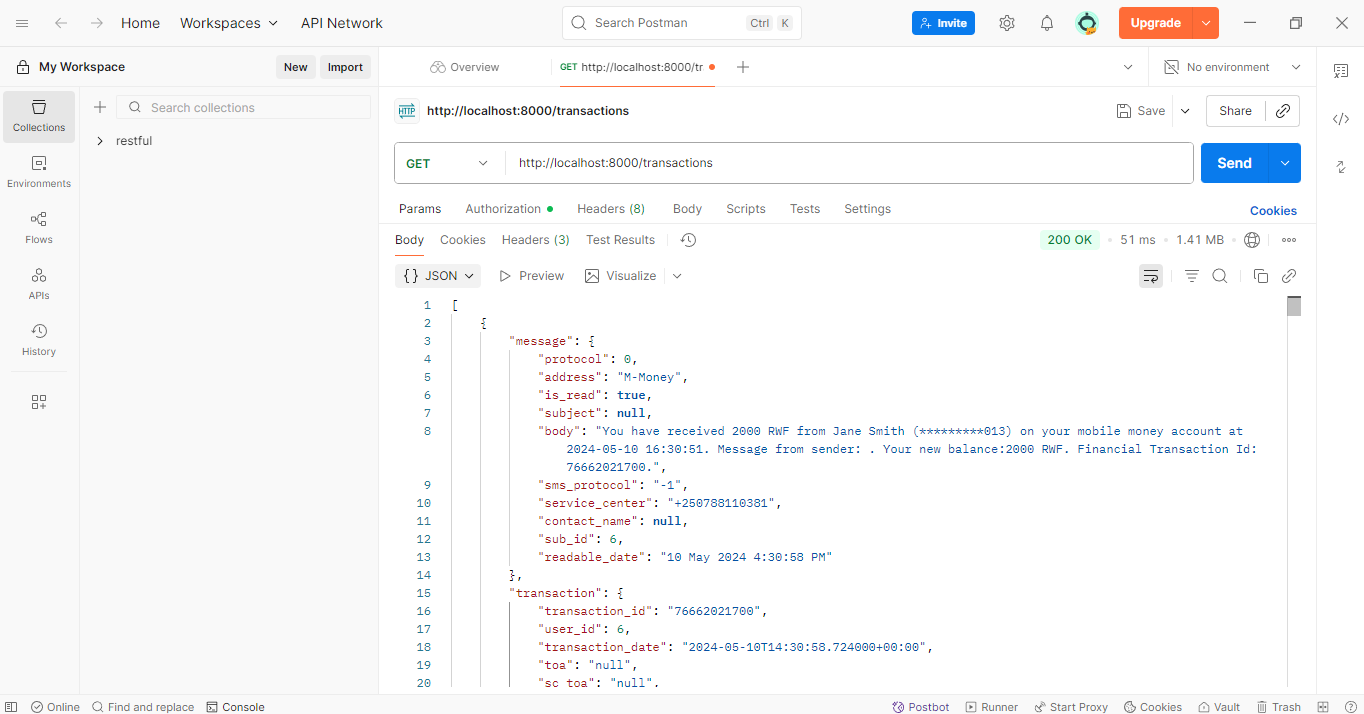 Home Workspaces API Network Search Postman Ctrl K Invite Upgrade
My Workspace New Import Overview GET http://localhost:8000/tr No environment
Collections
Search collections
restful
Environments
Flows
APIs
History
HTTP http://localhost:8000/transactions Save Share
GET http://localhost:8000/transactions Send
Params Authorization Headers (8) Body Scripts Tests Settings Cookies
Body Cookies Headers (3) Test Results 200 OK 51 ms 1.41 MB
{} JSON Preview Visualize
1 [
2 {
3 "message": {
4 "protocol": 0,
5 "address": "M-Money",
6 "is_read": true,
7 "subject": null,
8 "body": "You have received 2000 RWF from Jane Smith (*********013) on your mobile money account at
2024-05-10 16:30:51. Message from sender: . Your new balance:2000 RWF. Financial Transaction Id:
76662021700.",
9 "sms_protocol": "-1",
10 "service_center": "+250788110381",
11 "contact_name": null,
12 "sub_id": 6,
13 "readable_date": "10 May 2024 4:30:58 PM"
14 },
15 "transaction": {
16 "transaction_id": "76662021700",
17 "user_id": 6,
18 "transaction_date": "2024-05-10T14:30:58.724000+00:00",
19 "toa": "null",
20 "sc_toa": "null",
Online Find and replace Console Postbot Runner Start Proxy Cookies Vault Trash